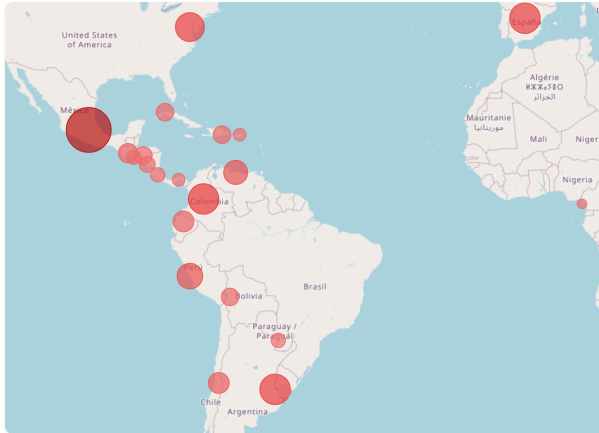 United States
of America
España
México
Algérie
ⵍⵣⵣⴰⵢⴻⵔ
الجزائر
Mauritanie
موريتانيا
Mali
Niger
Nigeria
Colombia
Perú
Bolivia
Brasil
Paraguay /
Paraguái
Chile
Argentina